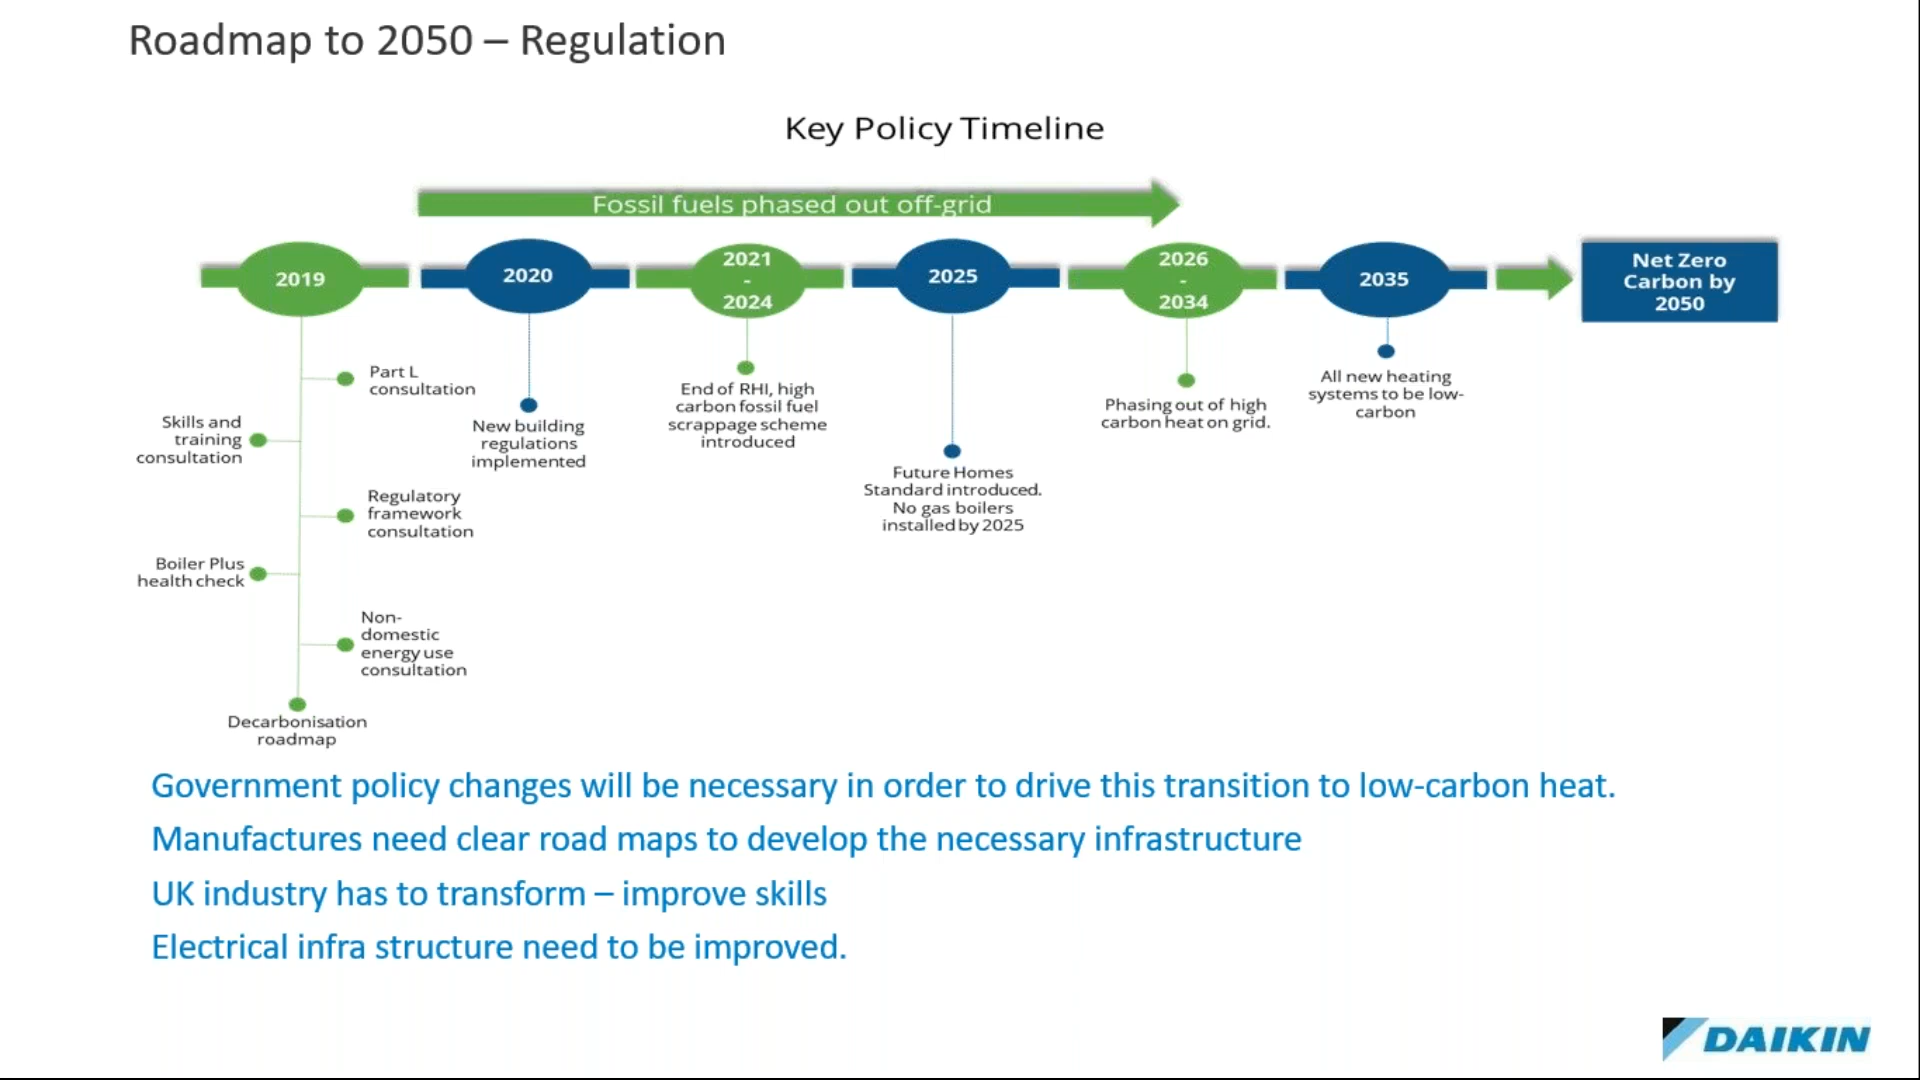 Roadmap to 2050 – Regulation
Key Policy Timeline
Fossil fuels phased out off-grid
2019
2020
2021
-
2024
2025
2026
-
2034
2035
Net Zero
Carbon by
2050
Part L
consultation
Skills and
training
consultation
Regulatory
framework
consultation
Boiler Plus
health check
Non-
domestic
energy use
consultation
Decarbonisation
roadmap
New building
regulations
implemented
End of RHI, high
carbon fossil fuel
scrappage scheme
introduced
Future Homes
Standard introduced.
No gas boilers
installed by 2025
Phasing out of high
carbon heat on grid.
All new heating
systems to be low-
carbon
Government policy changes will be necessary in order to drive this transition to low-carbon heat.
Manufactures need clear road maps to develop the necessary infrastructure
UK industry has to transform – improve skills
Electrical infra structure need to be improved.
DAIKIN